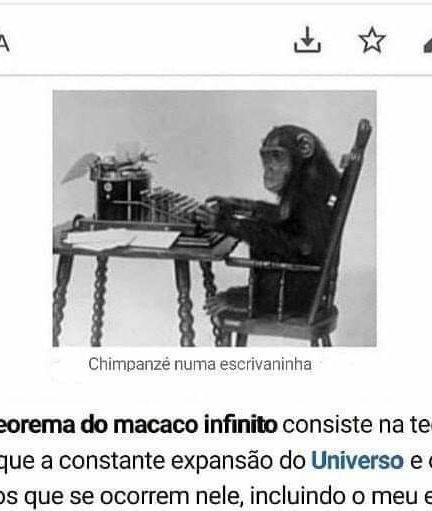 A
Chimpanzé numa escrivaninha
eorema do macaco infinito consiste na te
que a constante expansão do Universo e
os que se ocorrem nele, incluindo o meu e